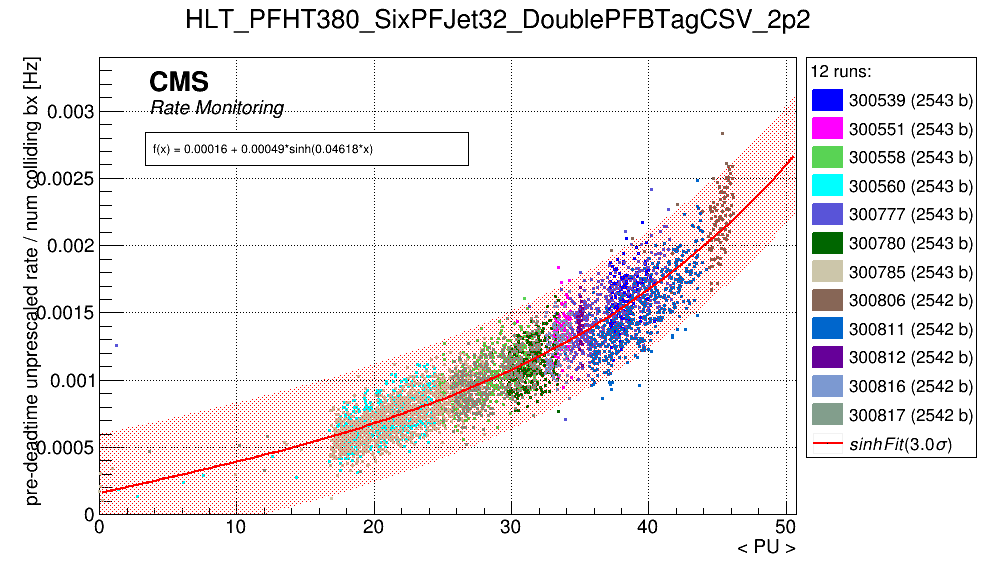 HLT_PFHT380_SixPFJet32_DoublePFBTagCSV_2p2
pre-deadtime unprescaled rate / num colliding bx [Hz]
CMS
Rate Monitoring
f(x) = 0.00016 + 0.00049*sinh(0.04618*x)
0.003
0.0025
0.002
0.0015
0.001
0.0005
0
0 10 20 30 40 50
< PU >
12 runs:
300539 (2543 b)
300551 (2543 b)
300558 (2543 b)
300560 (2543 b)
300777 (2543 b)
300780 (2543 b)
300785 (2543 b)
300806 (2542 b)
300811 (2542 b)
300812 (2542 b)
300816 (2542 b)
300817 (2542 b)
sinhFit(3.0σ)